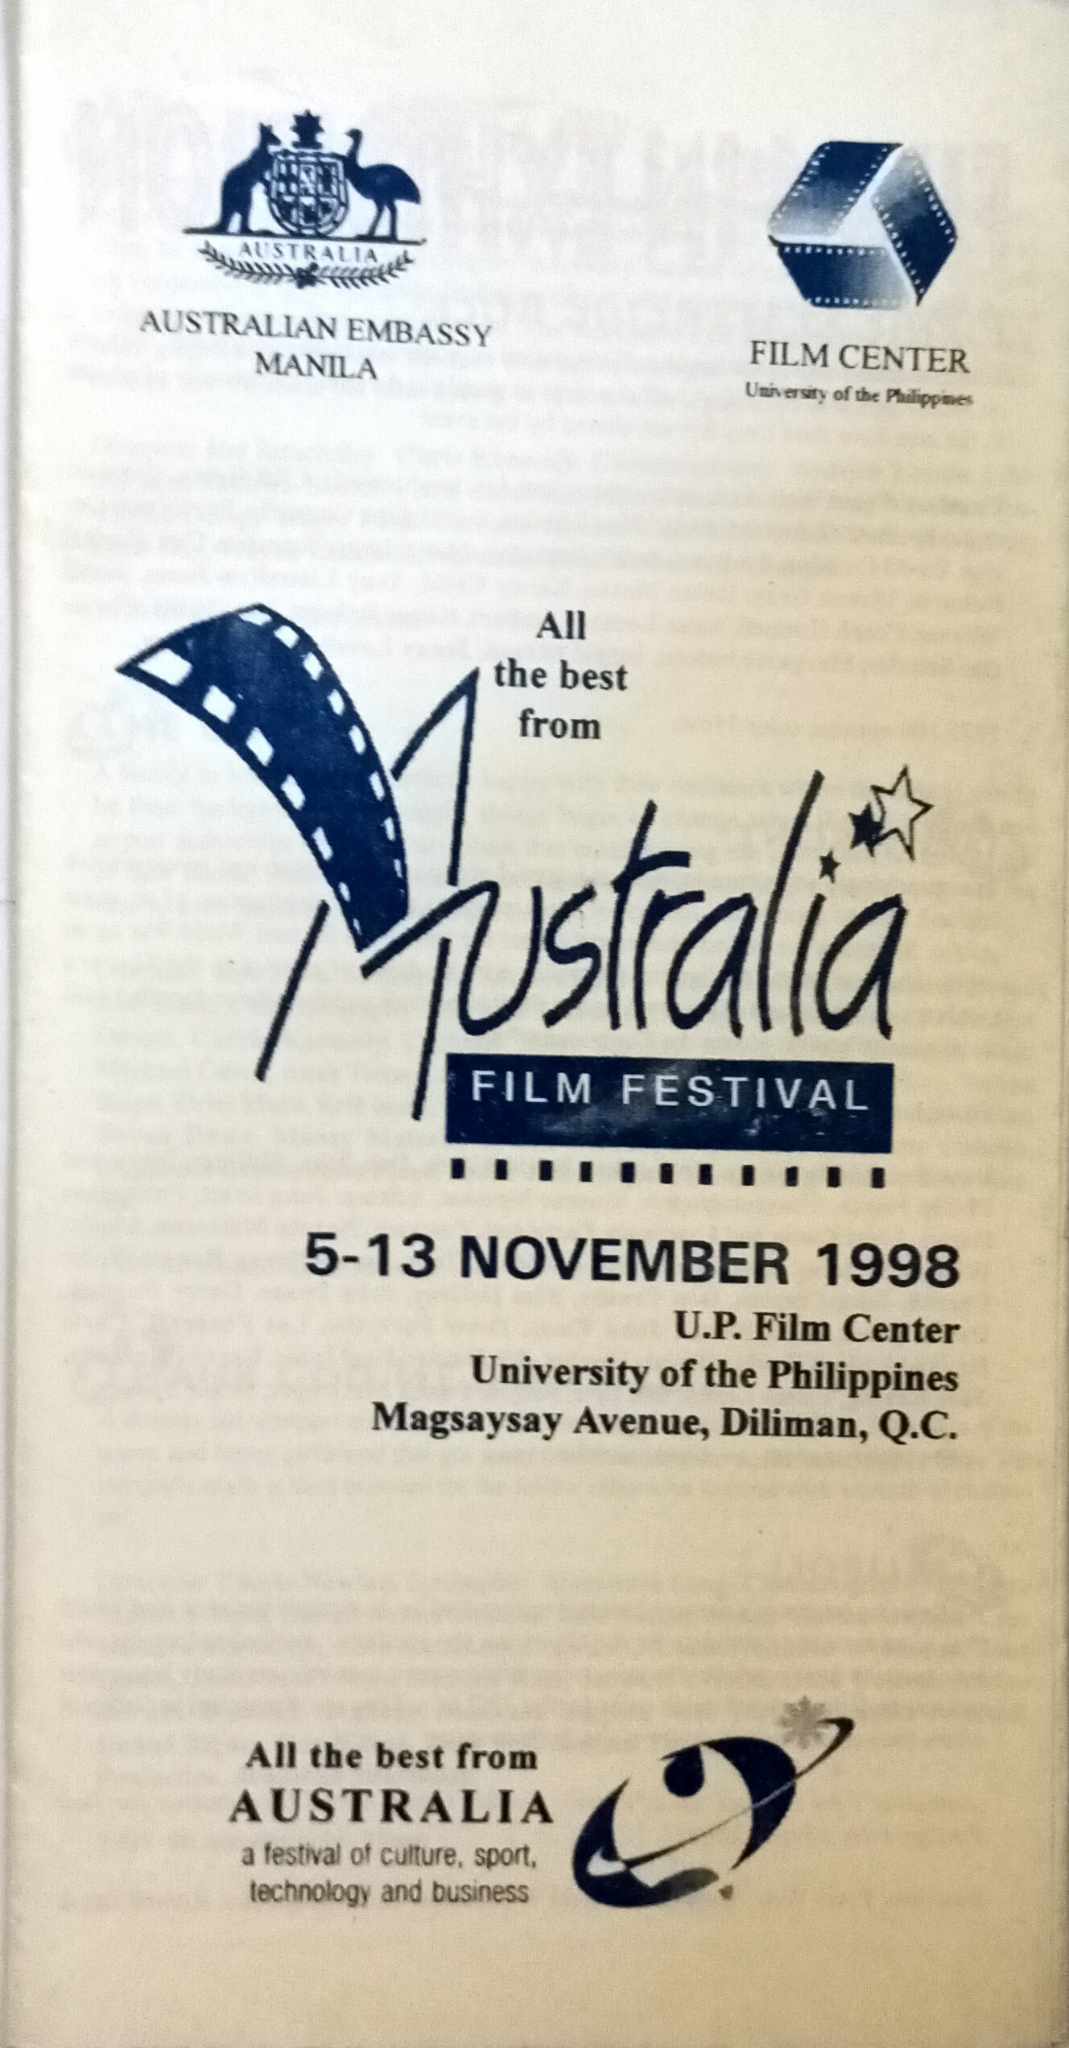 AUSTRALIA
AUSTRALIAN EMBASSY
MANILA
FILM CENTER
University of the Philippines
All
the best
from
Australia
FILM FESTIVAL
5-13 NOVEMBER 1998
U.P. Film Center
University of the Philippines
Magsaysay Avenue, Diliman, Q.C.
All the best from
AUSTRALIA
a festival of culture, sport,
technology and business